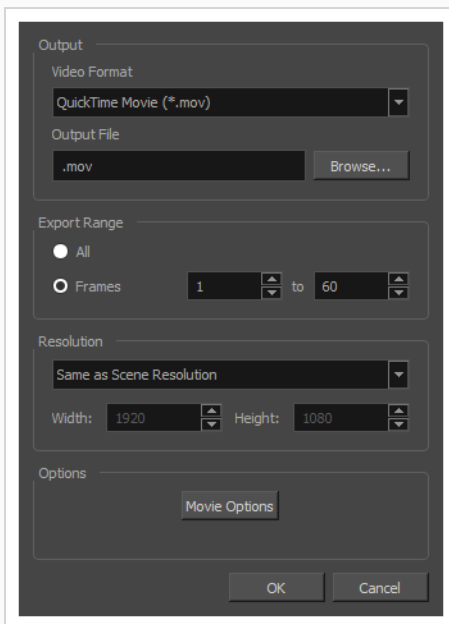 Output
Video Format
QuickTime Movie (*.mov)
Output File
.mov Browse...
Export Range
All
Frames 1 to 60
Resolution
Same as Scene Resolution
Width: 1920 Height: 1080
Options
Movie Options
OK Cancel